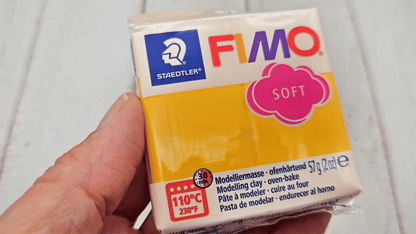 STAEDTLER®
FIMO®
SOFT
30 min
110°C
230°F
Modelliermasse · ofenhärtend
57 g (2 oz) ℮
Modelling clay · oven-bake
Pâte à modeler · cuire au four
Pasta de modelar · endurecer al horno